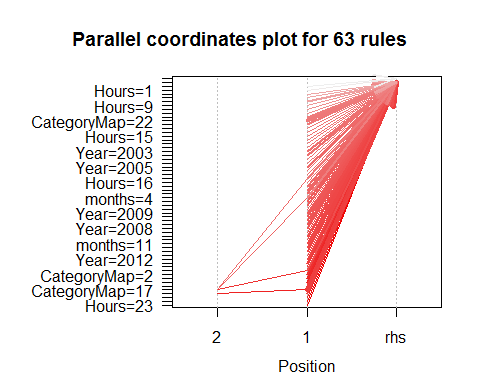 Parallel coordinates plot for 63 rules
Hours=1
Hours=9
CategoryMap=22
Hours=15
Year=2003
Year=2005
Hours=16
months=4
Year=2009
Year=2008
months=11
Year=2012
CategoryMap=2
CategoryMap=17
Hours=23
2 1 rhs
Position